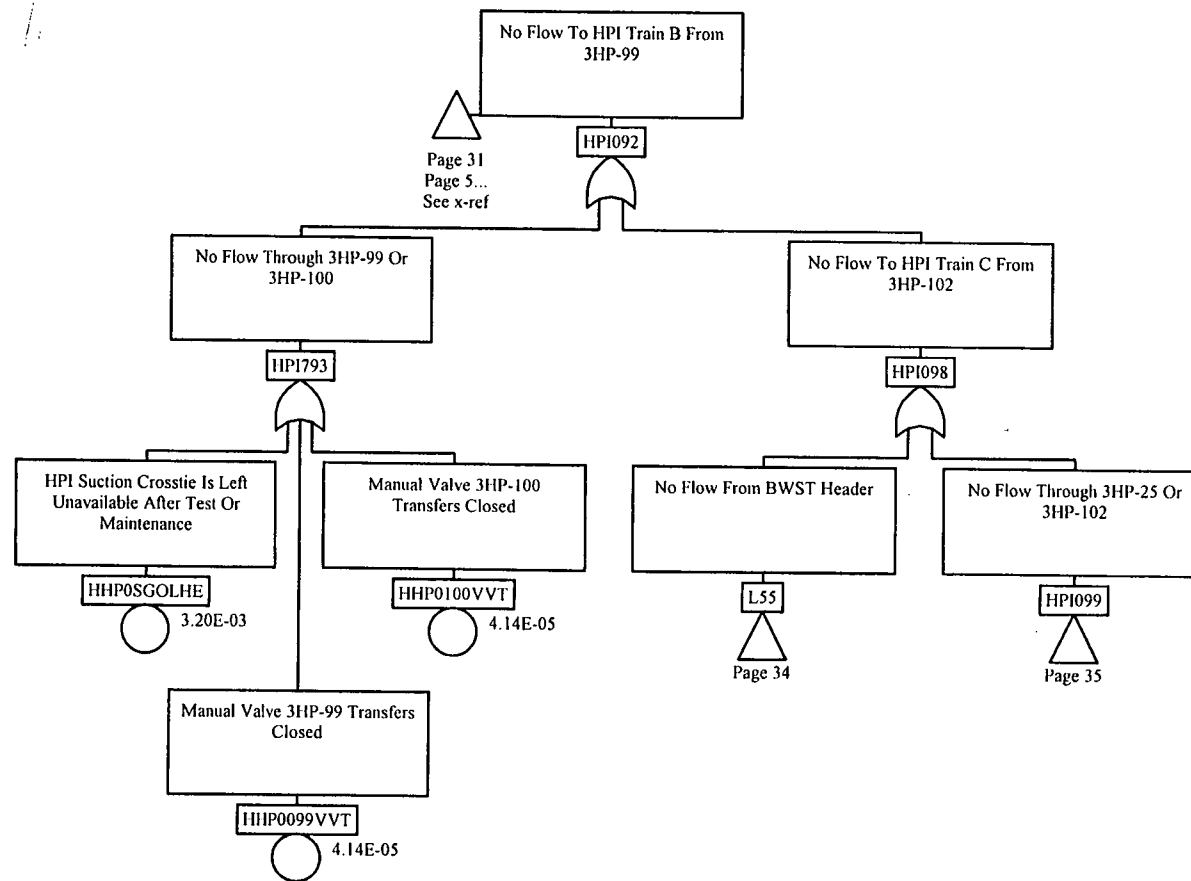 No Flow To HPI Train B From
3HP-99
Page 31
Page 5...
See x-ref
HPI092
No Flow Through 3HP-99 Or
3HP-100
HPI793
No Flow To HPI Train C From
3HP-102
HPI098
HPI Suction Crosstie Is Left
Unavailable After Test Or
Maintenance
HHP0SGOLHE
3.20E-03
Manual Valve 3HP-100
Transfers Closed
HHP0100VVT
4.14E-05
No Flow From BWST Header
L55
Page 34
No Flow Through 3HP-25 Or
3HP-102
HPI099
Page 35
Manual Valve 3HP-99 Transfers
Closed
HHP0099VVT
4.14E-05